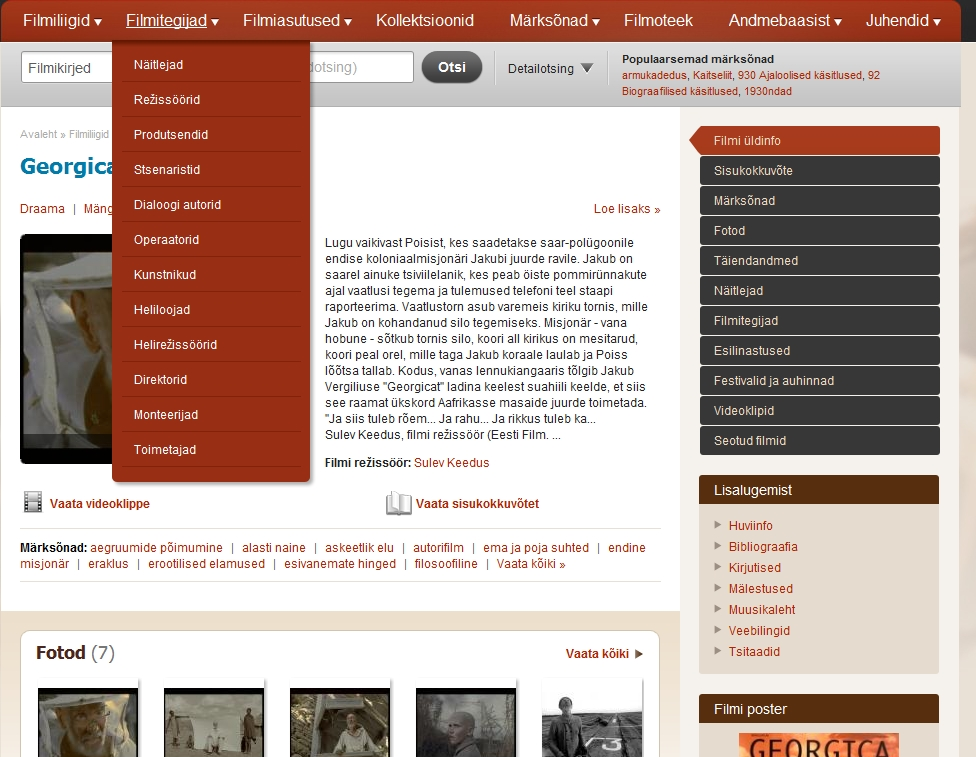 Filmiliigid Filmitegijad Filmiasutused Kollektsioonid Märksõnad Filmoteek Andmebaasist Juhendid
Filmikirjed
dotsing)
Otsi
Detailotsing
Populaarsemad märksõnad
armukadedus, Kaitseliit, 930 Ajaloolised käsitlused, 92
Biograafilised käsitlused, 1930ndad
Näitlejad
Režissöörid
Produtsendid
Stsenaristid
Dialoogi autorid
Operaatorid
Kunstnikud
Heliloojad
Helirežissöörid
Direktorid
Monteerijad
Toimetajad
Avaleht » Filmiliigid
Georgica
Draama | Mäng
Loe lisaks »
Lugu vaikivast Poisist, kes saadetakse saar-polügoonile
endise koloniaalmisjonäri Jakubi juurde ravile. Jakub on
saarel ainuke tsiviilelanik, kes peab öiste pommirünnakute
ajal vaatlusi tegema ja tulemused telefoni teel staapi
raporteerima. Vaatlustorn asub varemeis kiriku tornis, mille
Jakub on kohandanud silo tegemiseks. Misjonär - vana
hobune - sõtkub tornis silo, koori all kirikus on mesitarud,
koori peal orel, mille taga Jakub koraale laulab ja Poiss
lõõtsa tallab. Kodus, vanas lennukiangaaris tõlgib Jakub
Vergiliuse "Georgicat" ladina keelest suahiili keelde, et siis
see raamat ükskord Aafrikasse masaide juurde toimetada.
"Ja siis tuleb rõem... Ja rahu... Ja rikkus tuleb ka...
Sulev Keedus, filmi režissöör (Eesti Film. ...
Filmi režissöör: Sulev Keedus
Vaata videoklippe
Vaata sisukokkuvõtet
Märksõnad: aegruumide põimumine | alasti naine | askeetlik elu | autorifilm | ema ja poja suhted | endine
misjonär | eraklus | erootilised elamused | esivanemate hinged | filosoofiline | Vaata kõiki »
Fotod (7)
Vaata kõiki
Filmi üldinfo
Sisukokkuvõte
Märksõnad
Fotod
Täiendandmed
Näitlejad
Filmitegijad
Esilinastused
Festivalid ja auhinnad
Videoklipid
Seotud filmid
Lisalugemist
Huviinfo
Bibliograafia
Kirjutised
Mälestused
Muusikaleht
Veebilingid
Tsitaadid
Filmi poster
GEORGICA